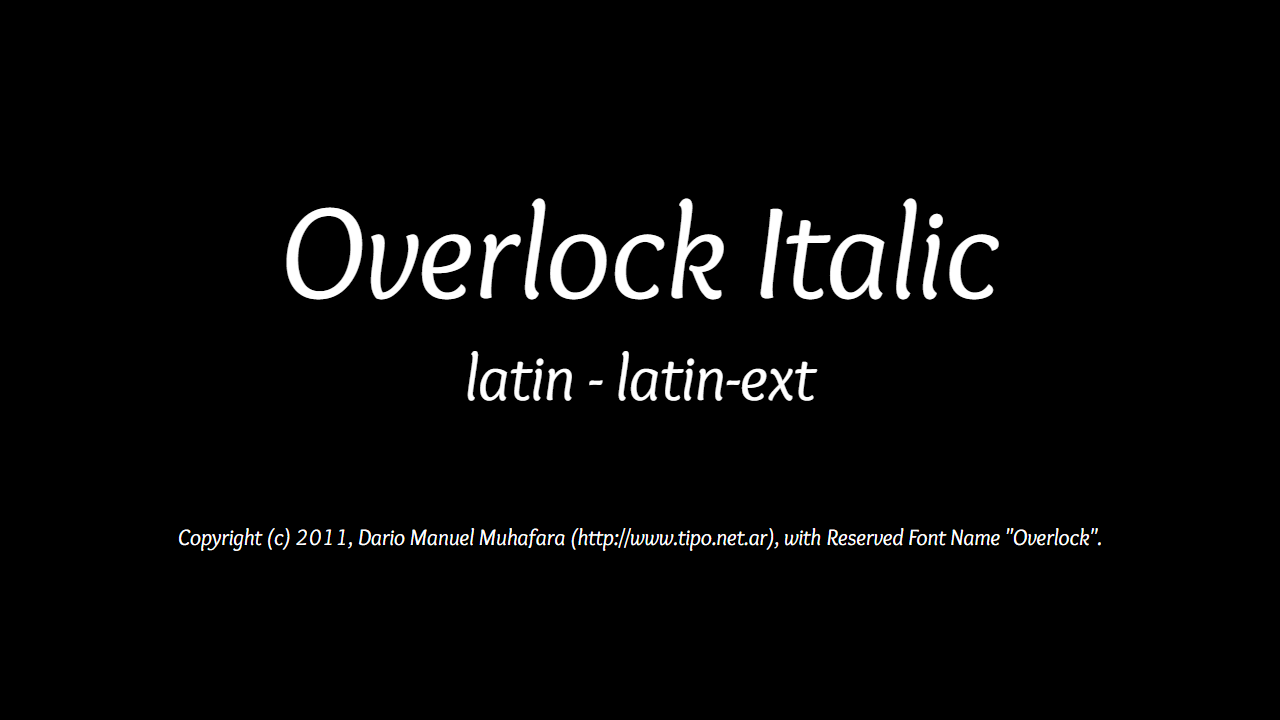 Overlock Italic
latin - latin-ext
Copyright (c) 2011, Dario Manuel Muhafara (http://www.tipo.net.ar), with Reserved Font Name "Overlock".